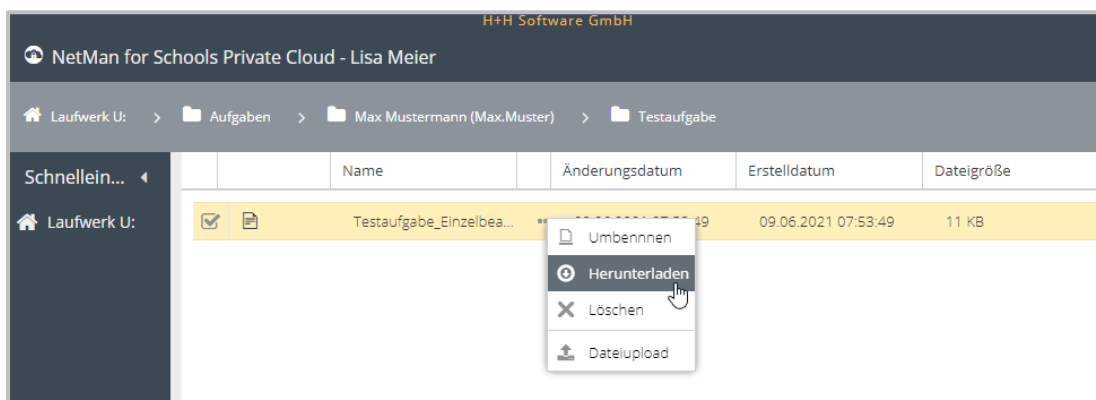 H+H Software GmbH
NetMan for Schools Private Cloud - Lisa Meier
Laufwerk U: > Aufgaben > Max Mustermann (Max.Muster) > Testaufgabe
Schnellein...
Name Änderungsdatum Erstelldatum Dateigröße
Laufwerk U:
Testaufgabe_Einzelbea... 49 09.06.2021 07:53:49 11 KB
Umbennnen
Herunterladen
Löschen
Dateiupload